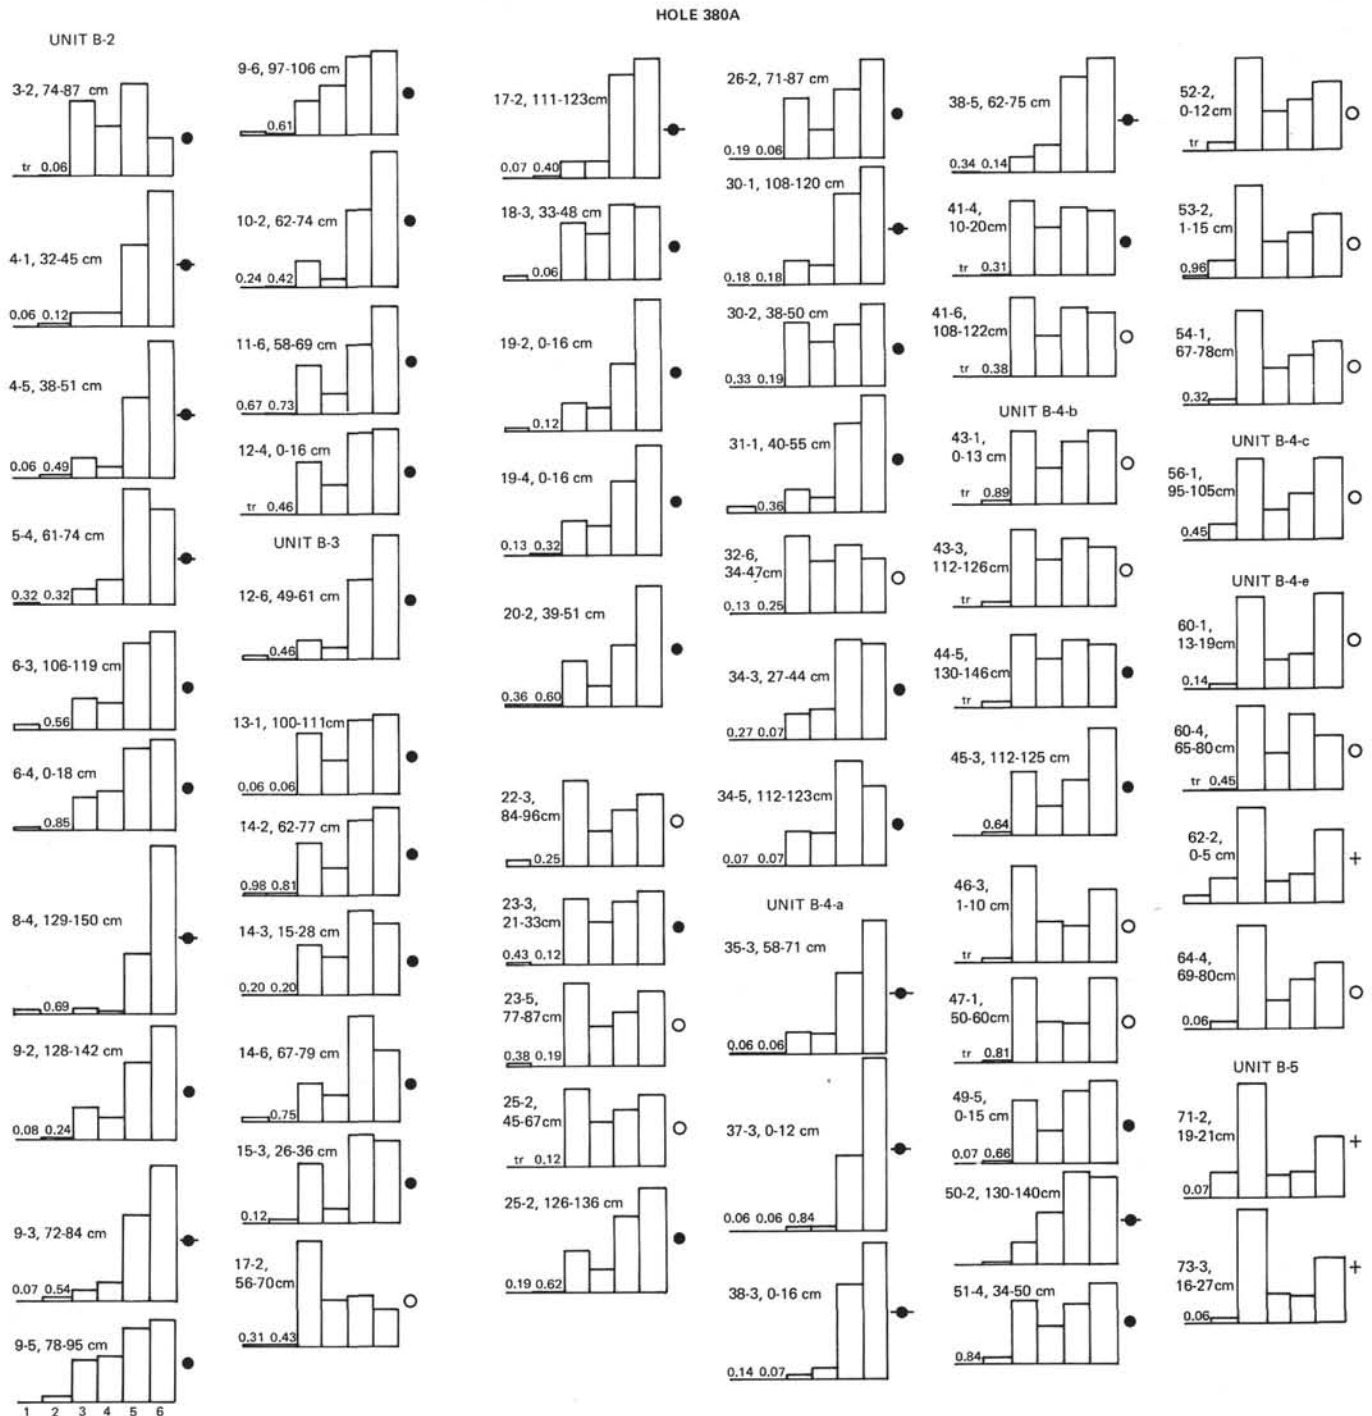 HOLE 380A
UNIT B-2
3-2, 74-87 cm
tr 0.06
4-1, 32-45 cm
0.06 0.12
4-5, 38-51 cm
0.06 0.49
5-4, 61-74 cm
0.32 0.32
6-3, 106-119 cm
0.56
6-4, 0-18 cm
0.85
8-4, 129-150 cm
0.69
9-2, 128-142 cm
0.08 0.24
9-3, 72-84 cm
0.07 0.54
9-5, 78-95 cm
1 2 3 4 5 6
9-6, 97-106 cm
0.61
10-2, 62-74 cm
0.24 0.42
11-6, 58-69 cm
0.67 0.73
12-4, 0-16 cm
tr 0.46
UNIT B-3
12-6, 49-61 cm
0.46
13-1, 100-111cm
0.06 0.06
14-2, 62-77 cm
0.98 0.81
14-3, 15-28 cm
0.20 0.20
14-6, 67-79 cm
0.75
15-3, 26-36 cm
0.12
17-2,
56-70cm
0.31 0.43
17-2, 111-123cm
0.07 0.40
18-3, 33-48 cm
0.06
19-2, 0-16 cm
0.12
19-4, 0-16 cm
0.13 0.32
20-2, 39-51 cm
0.36 0.60
22-3,
84-96cm
0.25
23-3,
21-33cm
0.43 0.12
23-5,
77-87cm
0.38 0.19
25-2,
45-67cm
tr 0.12
25-2, 126-136 cm
0.19 0.62
26-2, 71-87 cm
0.19 0.06
30-1, 108-120 cm
0.18 0.18
30-2, 38-50 cm
0.33 0.19
31-1, 40-55 cm
0.36
32-6,
34-47cm
0.13 0.25
34-3, 27-44 cm
0.27 0.07
34-5, 112-123cm
0.07 0.07
UNIT B-4-a
35-3, 58-71 cm
0.06 0.06
37-3, 0-12 cm
0.06 0.06 0.84
38-3, 0-16 cm
0.14 0.07
38-5, 62-75 cm
0.34 0.14
41-4,
10-20cm
tr 0.31
41-6,
108-122cm
tr 0.38
UNIT B-4-b
43-1,
0-13 cm
tr 0.89
43-3,
112-126cm
tr
44-5,
130-146cm
tr
45-3, 112-125 cm
0.64
46-3,
1-10 cm
tr
47-1,
50-60cm
tr 0.81
49-5,
0-15 cm
0.07 0.66
50-2, 130-140cm
51-4, 34-50 cm
0.84
52-2,
0-12cm
tr
53-2,
1-15 cm
0.96
54-1,
67-78cm
0.32
UNIT B-4-c
56-1,
95-105cm
0.45
UNIT B-4-e
60-1,
13-19cm
0.14
60-4,
65-80cm
tr 0.45
62-2,
0-5 cm
64-4,
69-80cm
0.06
UNIT B-5
71-2,
19-21cm
0.07
73-3,
16-27cm
0.06